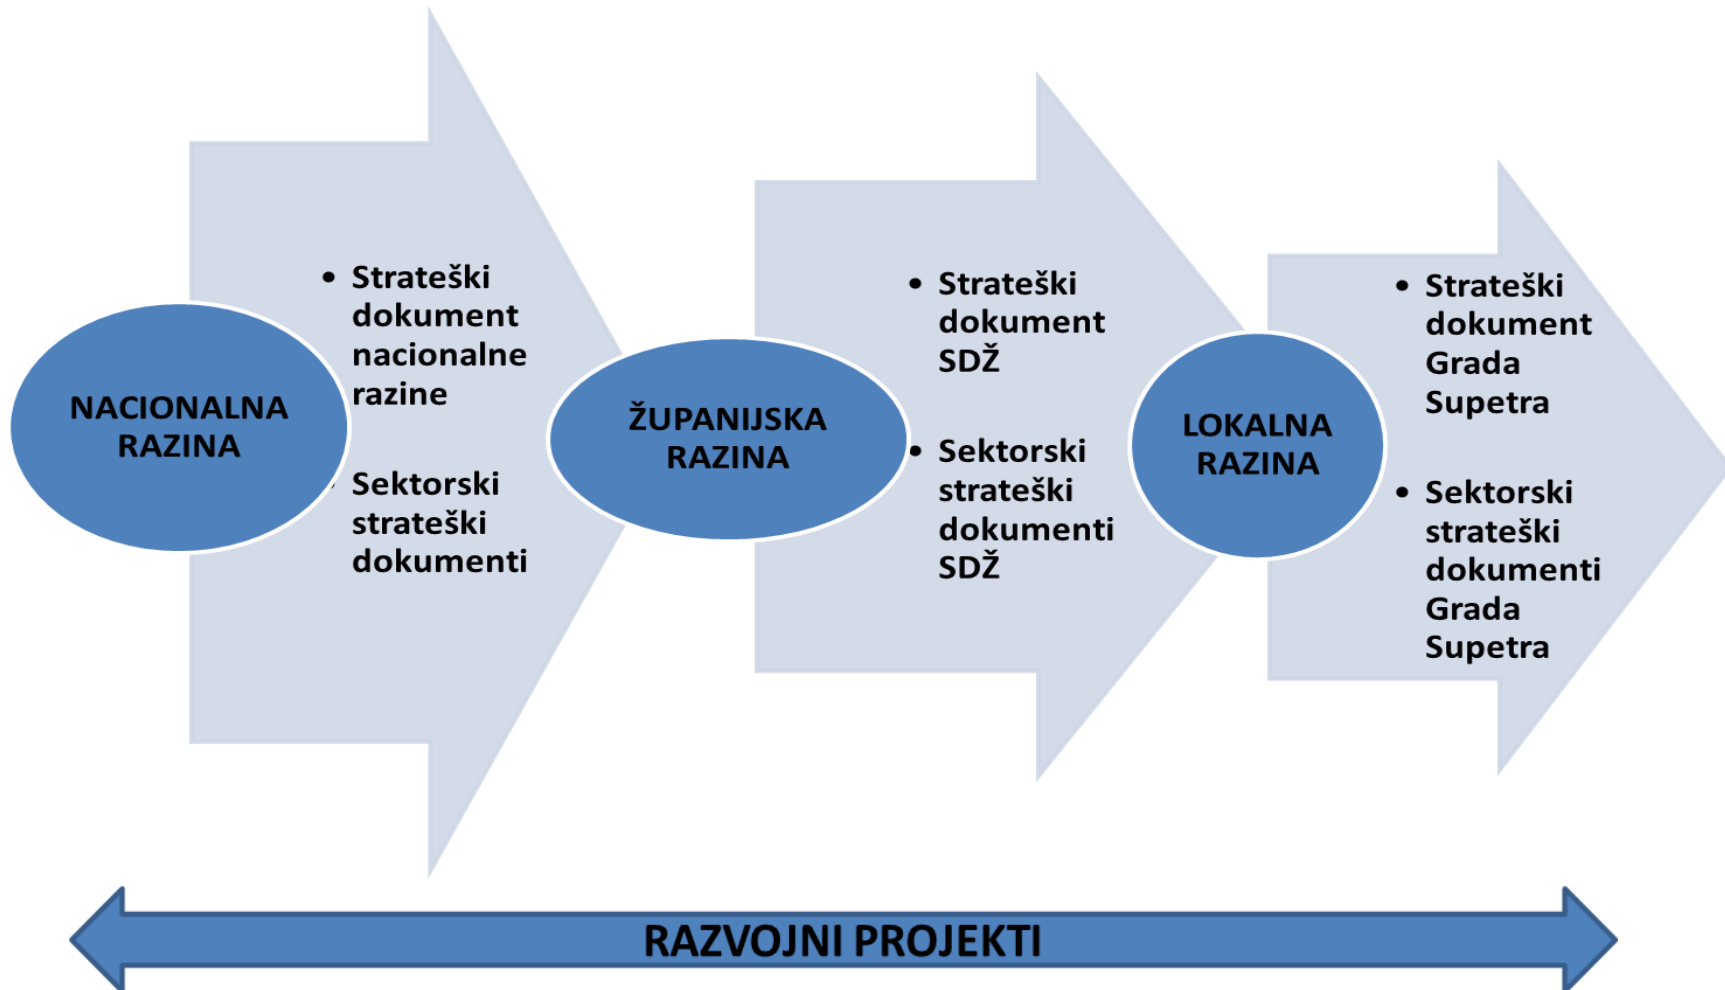 NACIONALNA
RAZINA
• Strateški
dokument
nacionalne
razine
• Sektorski
strateški
dokumenti
ŽUPANIJSKA
RAZINA
• Strateški
dokument
SDŽ
• Sektorski
strateški
dokumenti
SDŽ
LOKALNA
RAZINA
• Strateški
dokument
Grada
Supetra
• Sektorski
strateški
dokumenti
Grada
Supetra
RAZVOJNI PROJEKTI